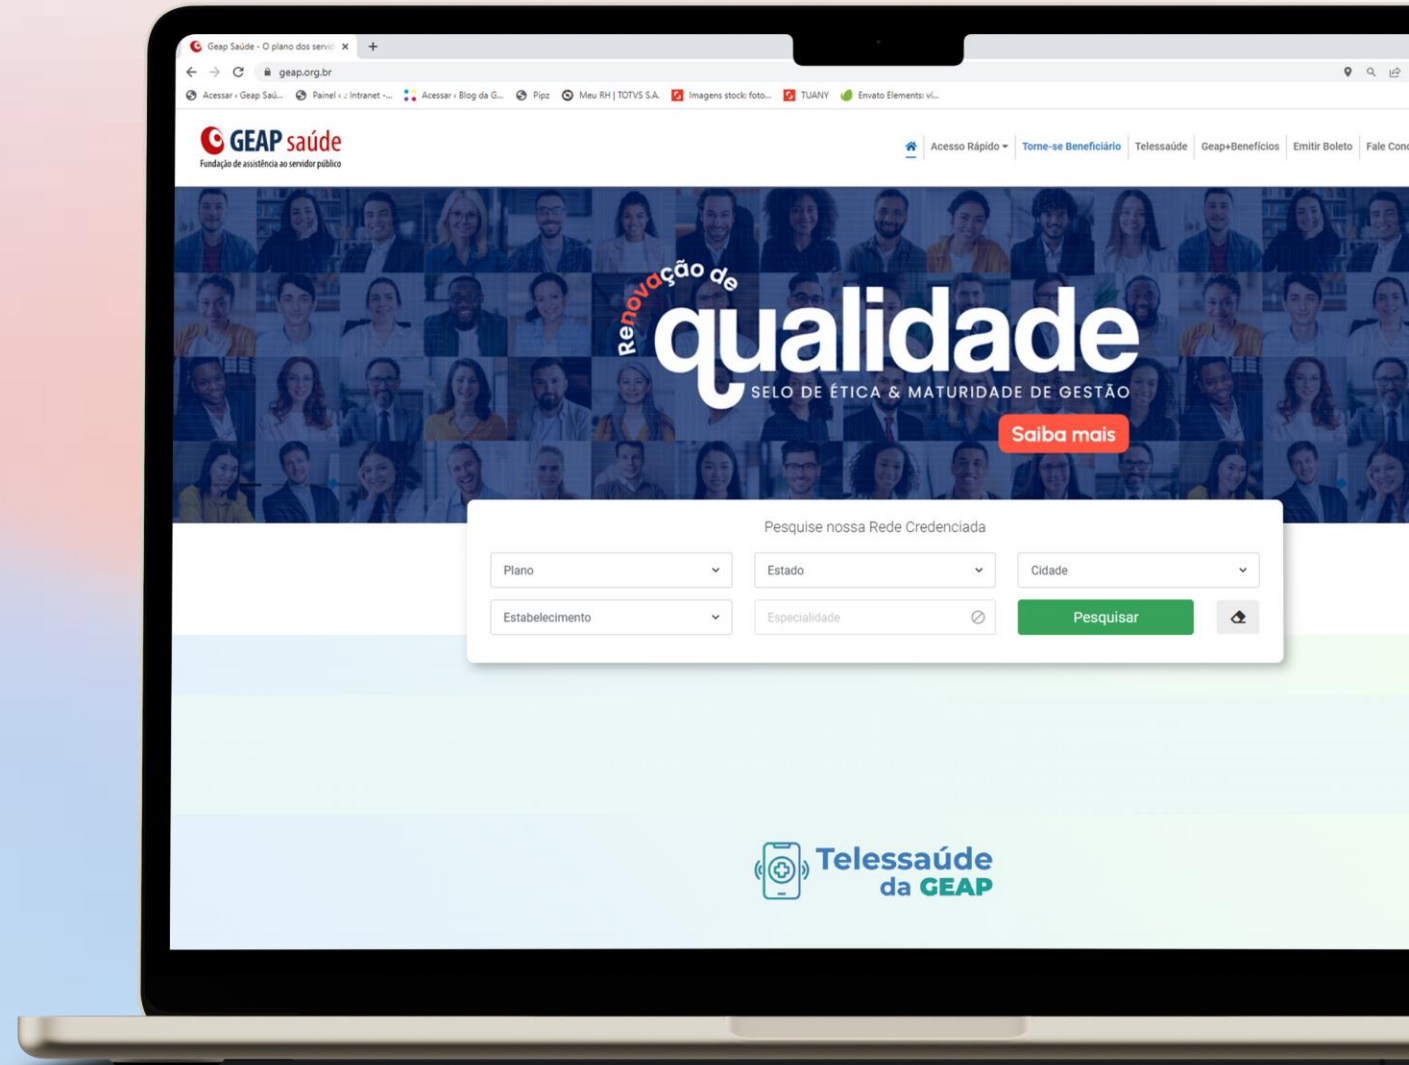 Geap Saúde - O plano dos servid
geap.org.br
Acessar ‹ Geap Saú...
Painel ‹ :: Intranet -...
Acessar ‹ Blog da G...
Pipz
Meu RH | TOTVS S.A.
Imagens stock: foto...
TUANY
Envato Elements: ví...
GEAP saúde
Fundação de assistência ao servidor público
Acesso Rápido
Torne-se Beneficiário
Telessaúde
Geap+Benefícios
Emitir Boleto
Fale Cono
Renovação de
qualidade
SELO DE ÉTICA & MATURIDADE DE GESTÃO
Saiba mais
Pesquise nossa Rede Credenciada
Plano
Estado
Cidade
Estabelecimento
Especialidade
Pesquisar
Telessaúde
da GEAP